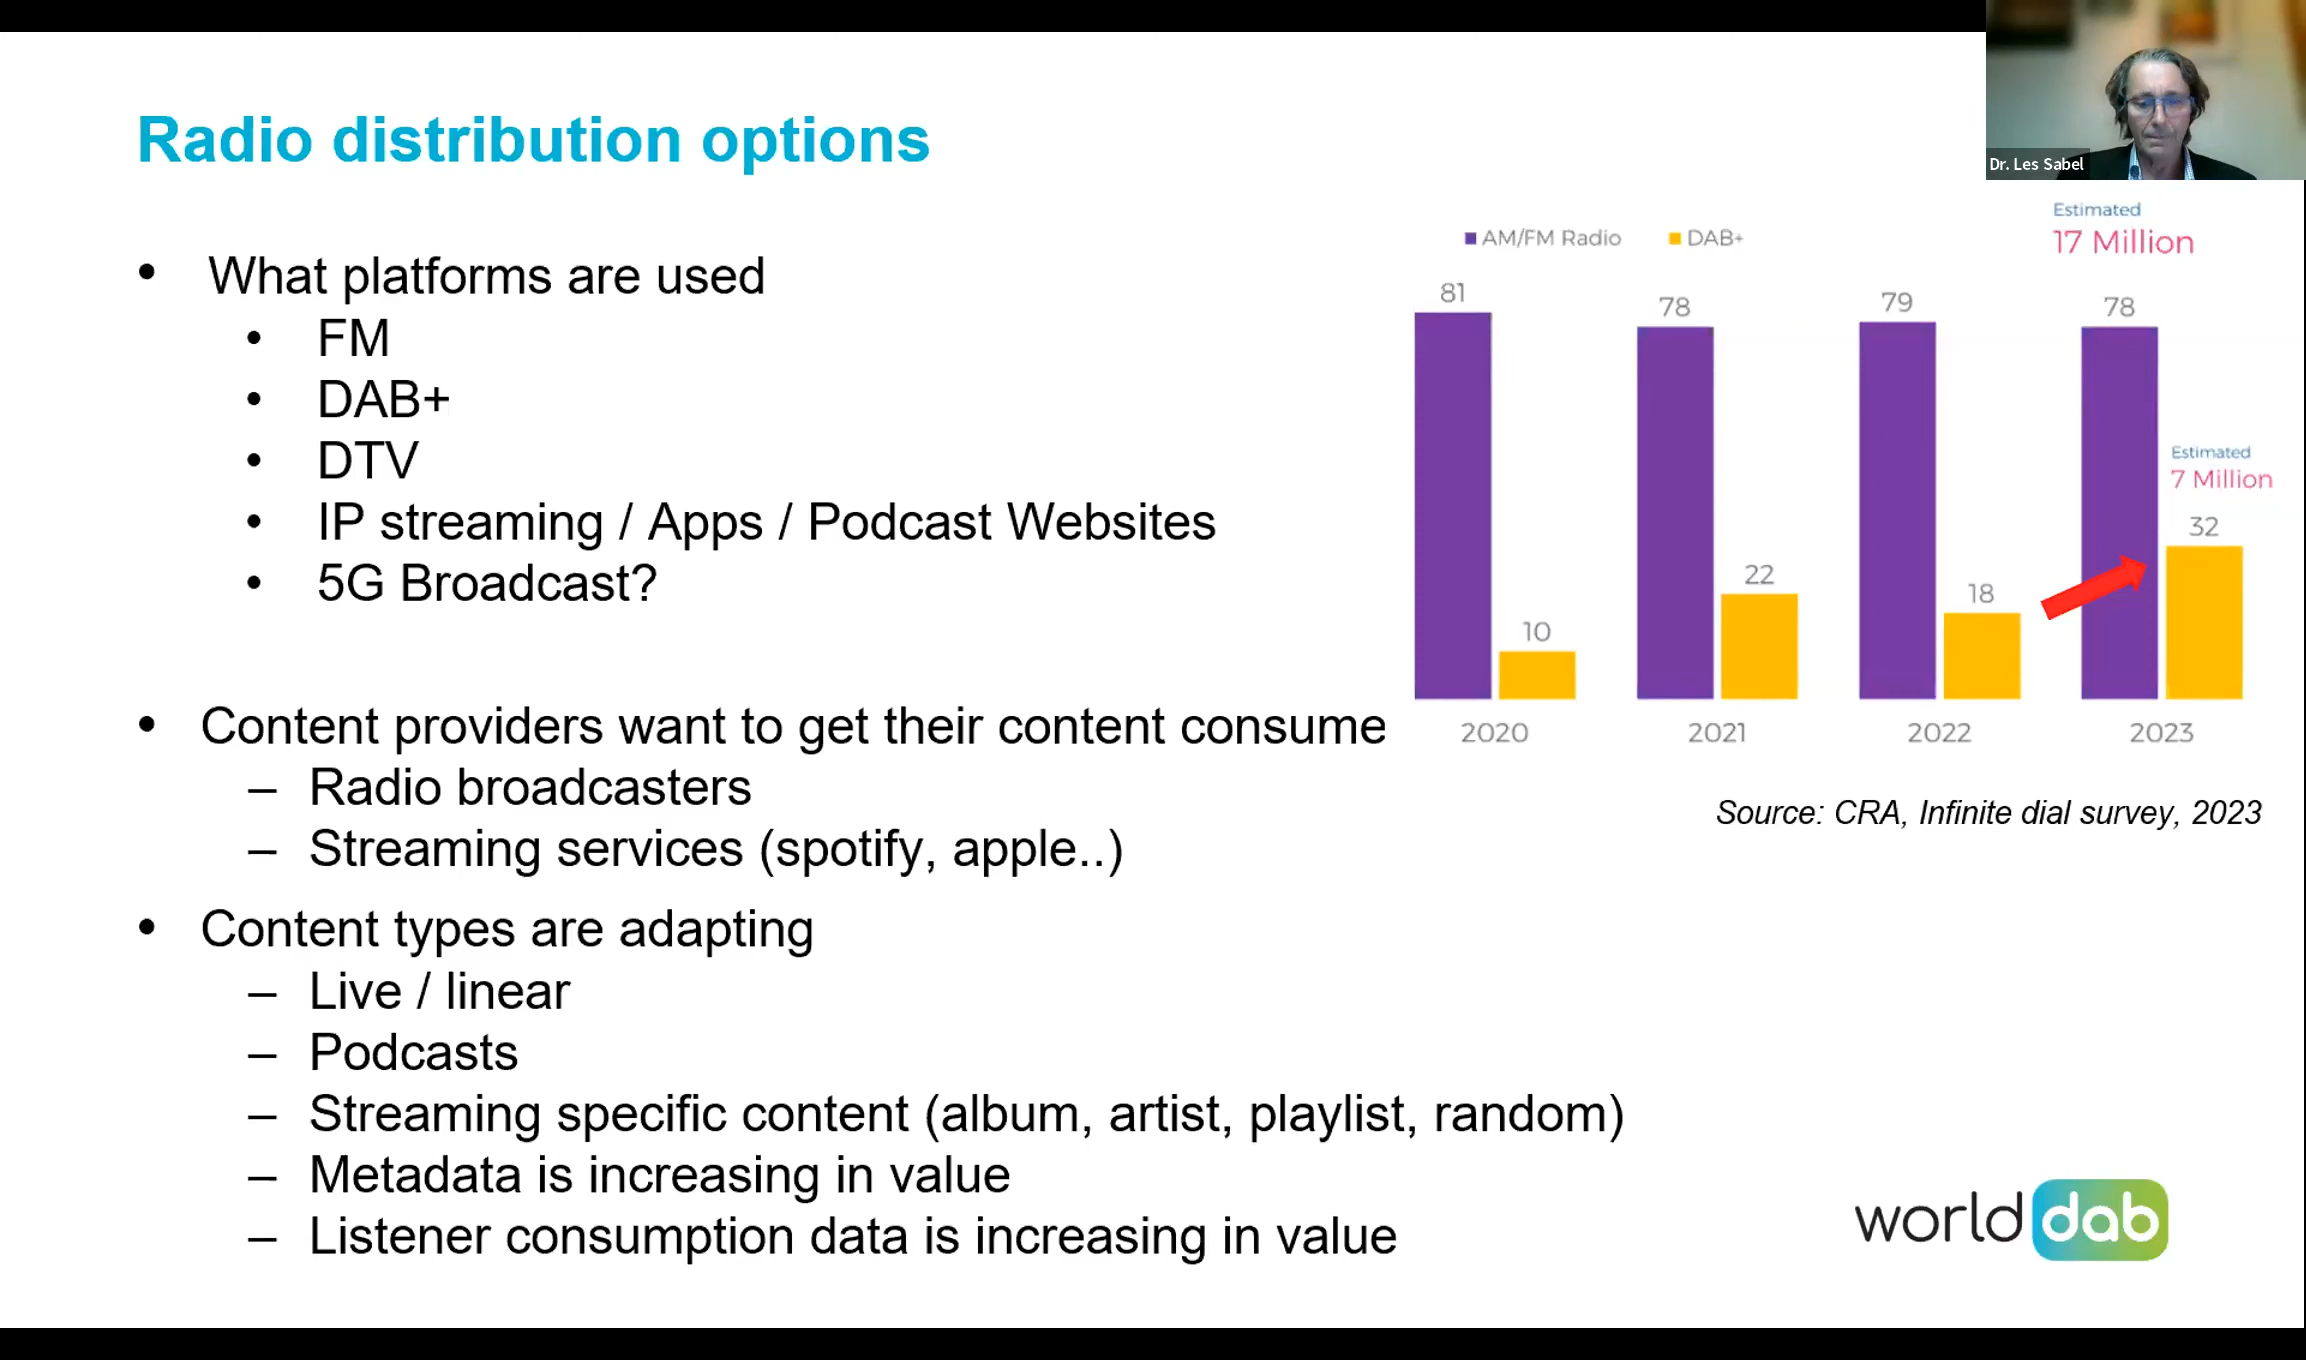 Dr. Les Sabel
Radio distribution options
• What platforms are used
• FM
• DAB+
• DTV
• IP streaming / Apps / Podcast Websites
• 5G Broadcast?
• Content providers want to get their content consume
– Radio broadcasters
– Streaming services (spotify, apple..)
• Content types are adapting
– Live / linear
– Podcasts
– Streaming specific content (album, artist, playlist, random)
– Metadata is increasing in value
– Listener consumption data is increasing in value
AM/FM Radio DAB+
Estimated
17 Million
81 78 79 78
Estimated
7 Million
10 22 18 32
2020 2021 2022 2023
Source: CRA, Infinite dial survey, 2023
world dab